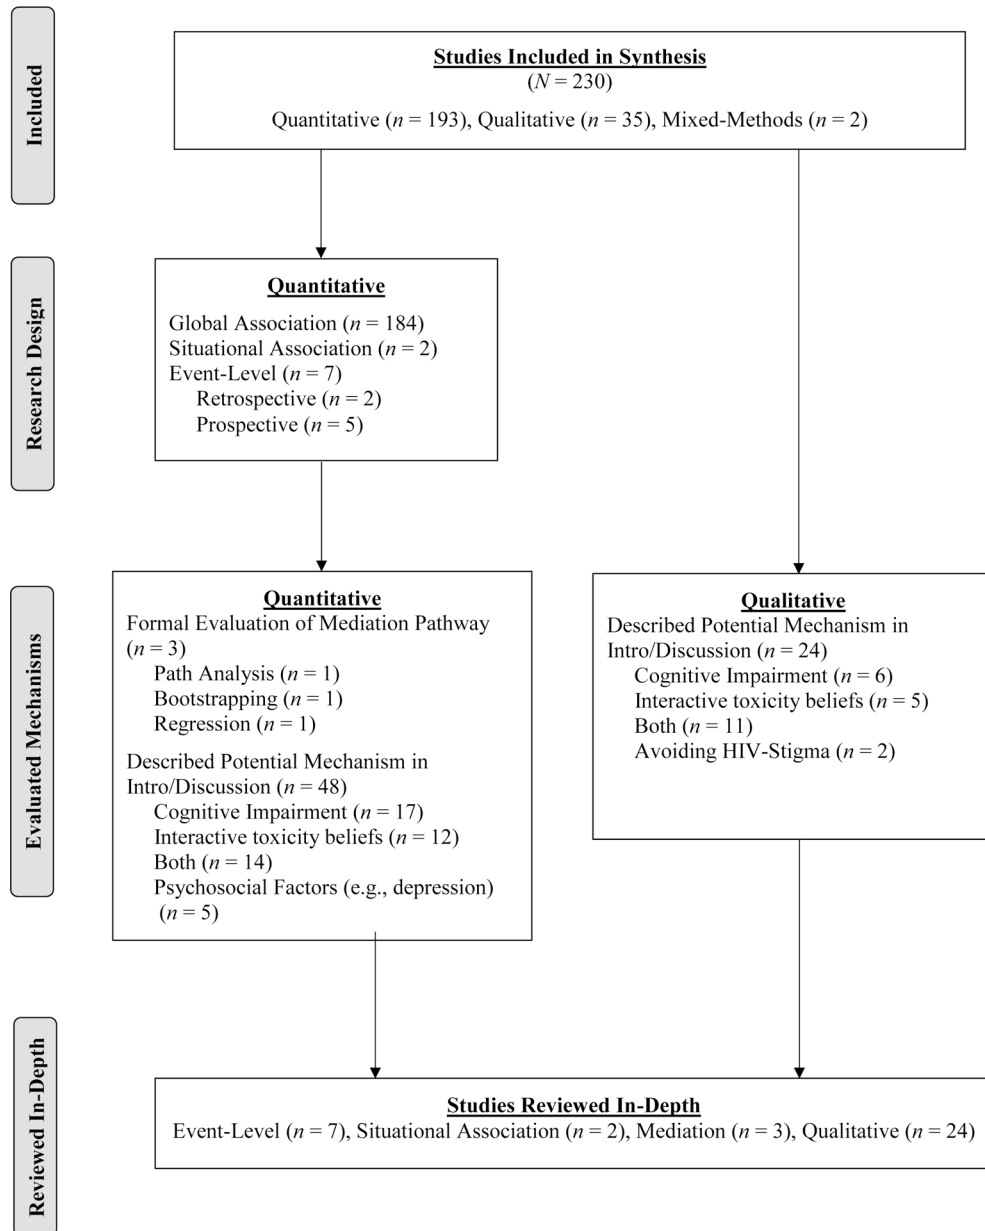 Included
Studies Included in Synthesis
(N = 230)
Quantitative (n = 193), Qualitative (n = 35), Mixed-Methods (n = 2)
Research Design
Quantitative
Global Association (n = 184)
Situational Association (n = 2)
Event-Level (n = 7)
Retrospective (n = 2)
Prospective (n = 5)
Evaluated Mechanisms
Quantitative
Formal Evaluation of Mediation Pathway
(n = 3)
Path Analysis (n = 1)
Bootstrapping (n = 1)
Regression (n = 1)
Described Potential Mechanism in
Intro/Discussion (n = 48)
Cognitive Impairment (n = 17)
Interactive toxicity beliefs (n = 12)
Both (n = 14)
Psychosocial Factors (e.g., depression)
(n = 5)
Qualitative
Described Potential Mechanism in
Intro/Discussion (n = 24)
Cognitive Impairment (n = 6)
Interactive toxicity beliefs (n = 5)
Both (n = 11)
Avoiding HIV-Stigma (n = 2)
Reviewed In-Depth
Studies Reviewed In-Depth
Event-Level (n = 7), Situational Association (n = 2), Mediation (n = 3), Qualitative (n = 24)